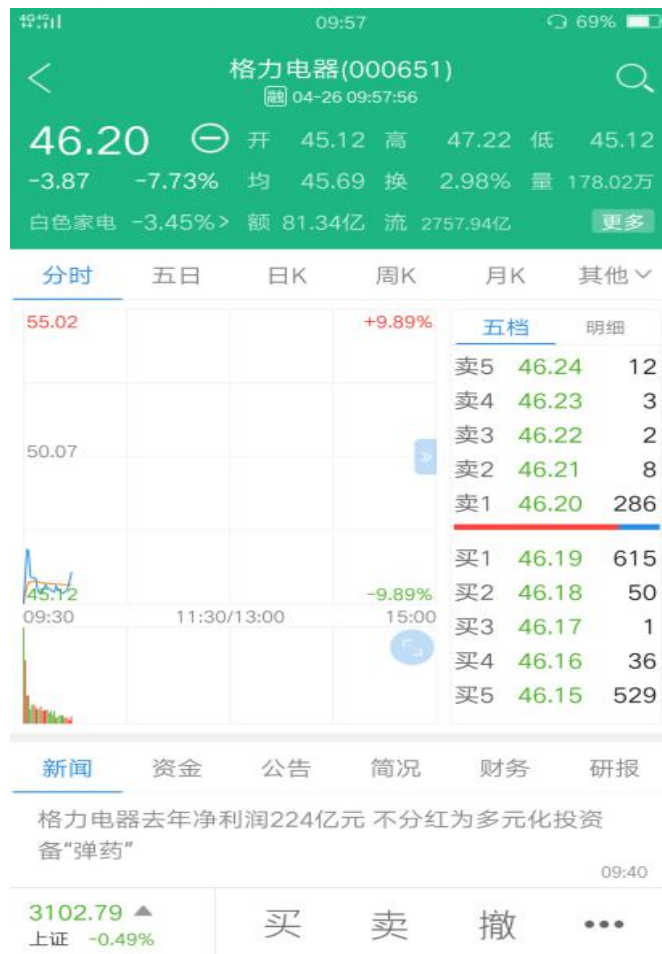 4G 4G 09:57 69%
格力电器(000651)
融 04-26 09:57:56
46.20 开 45.12 高 47.22 低 45.12
-3.87 -7.73% 均 45.69 换 2.98% 量 178.02万
白色家电 -3.45%> 额 81.34亿 流 2757.94亿 更多
分时 五日 日K 周K 月K 其他
55.02 +9.89%
50.07
45.12 -9.89%
09:30 11:30/13:00 15:00
五档 明细
卖5 46.24 12
卖4 46.23 3
卖3 46.22 2
卖2 46.21 8
卖1 46.20 286
买1 46.19 615
买2 46.18 50
买3 46.17 1
买4 46.16 36
买5 46.15 529
新闻 资金 公告 简况 财务 研报
格力电器去年净利润224亿元 不分红为多元化投资
备“弹药”
09:40
3102.79
上证 -0.49%
买 卖 撤